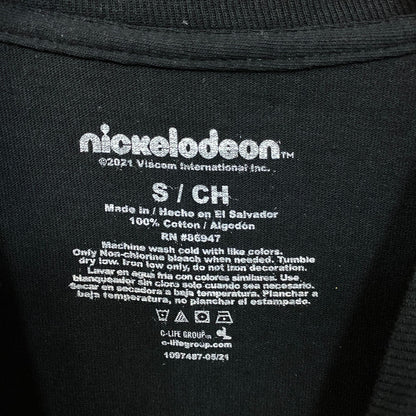 nickelodeon™
©2021 Viacom International Inc.
S / CH
Made in / Hecho en El Salvador
100% Cotton / Algodón
RN #86947
Machine wash cold with like colors.
Only Non-chlorine bleach when needed. Tumble
dry low. Iron low only, do not iron decoration.
Lavar en agua fria con colores similares. Use
blanqueador sin cloro solo cuando sea necesario.
Secar en secadora a baja temperatura. Planchar a
baja temperatura, no planchar el estampado.
C-LIFE GROUP
c-lifegroup.com
1097487-05/21